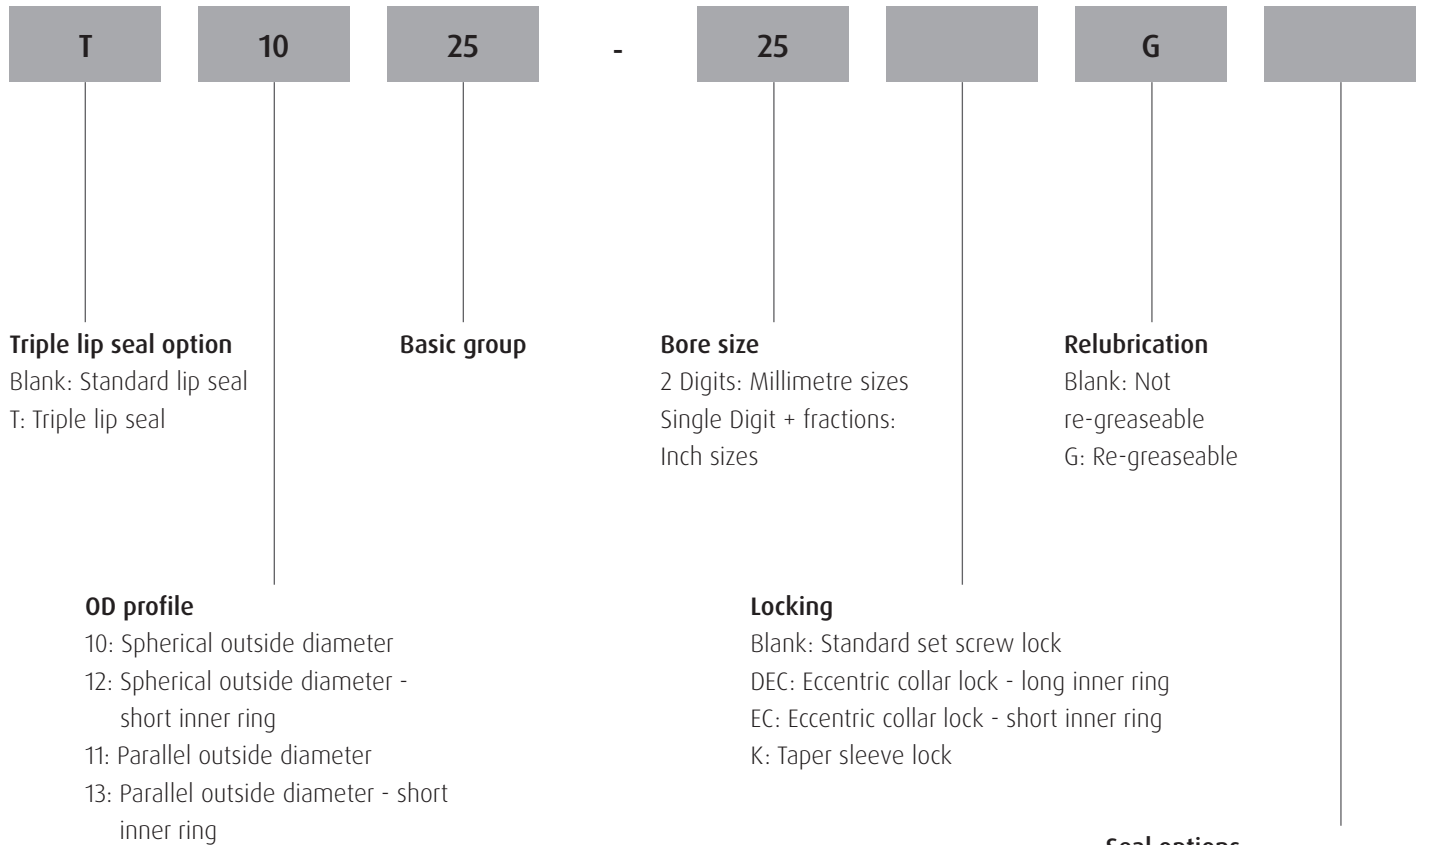 T 10 25 - 25 G
Triple lip seal option
Blank: Standard lip seal
T: Triple lip seal
Basic group
Bore size
2 Digits: Millimetre sizes
Single Digit + fractions:
Inch sizes
Relubrication
Blank: Not
re-greaseable
G: Re-greaseable
OD profile
10: Spherical outside diameter
12: Spherical outside diameter -
short inner ring
11: Parallel outside diameter
13: Parallel outside diameter - short
inner ring
Locking
Blank: Standard set screw lock
DEC: Eccentric collar lock - long inner ring
EC: Eccentric collar lock - short inner ring
K: Taper sleeve lock
Seal options